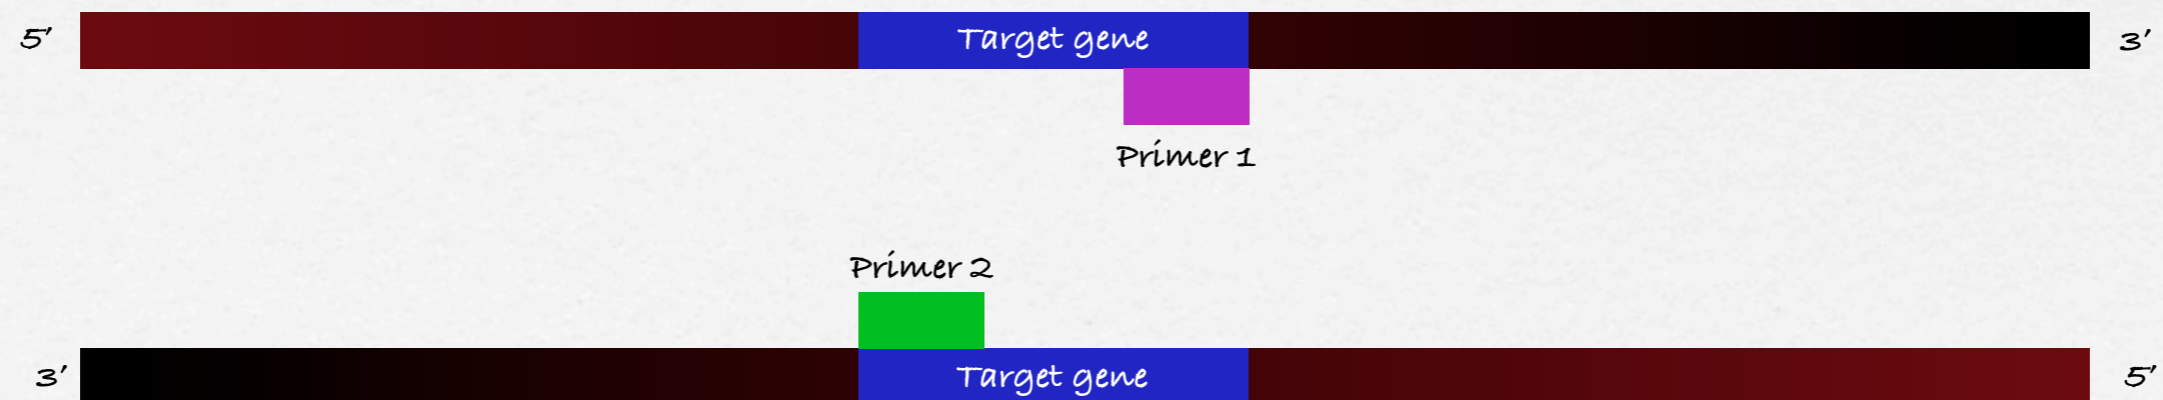 5' Target gene 3'
Primer 1
Primer 2
3' Target gene 5'